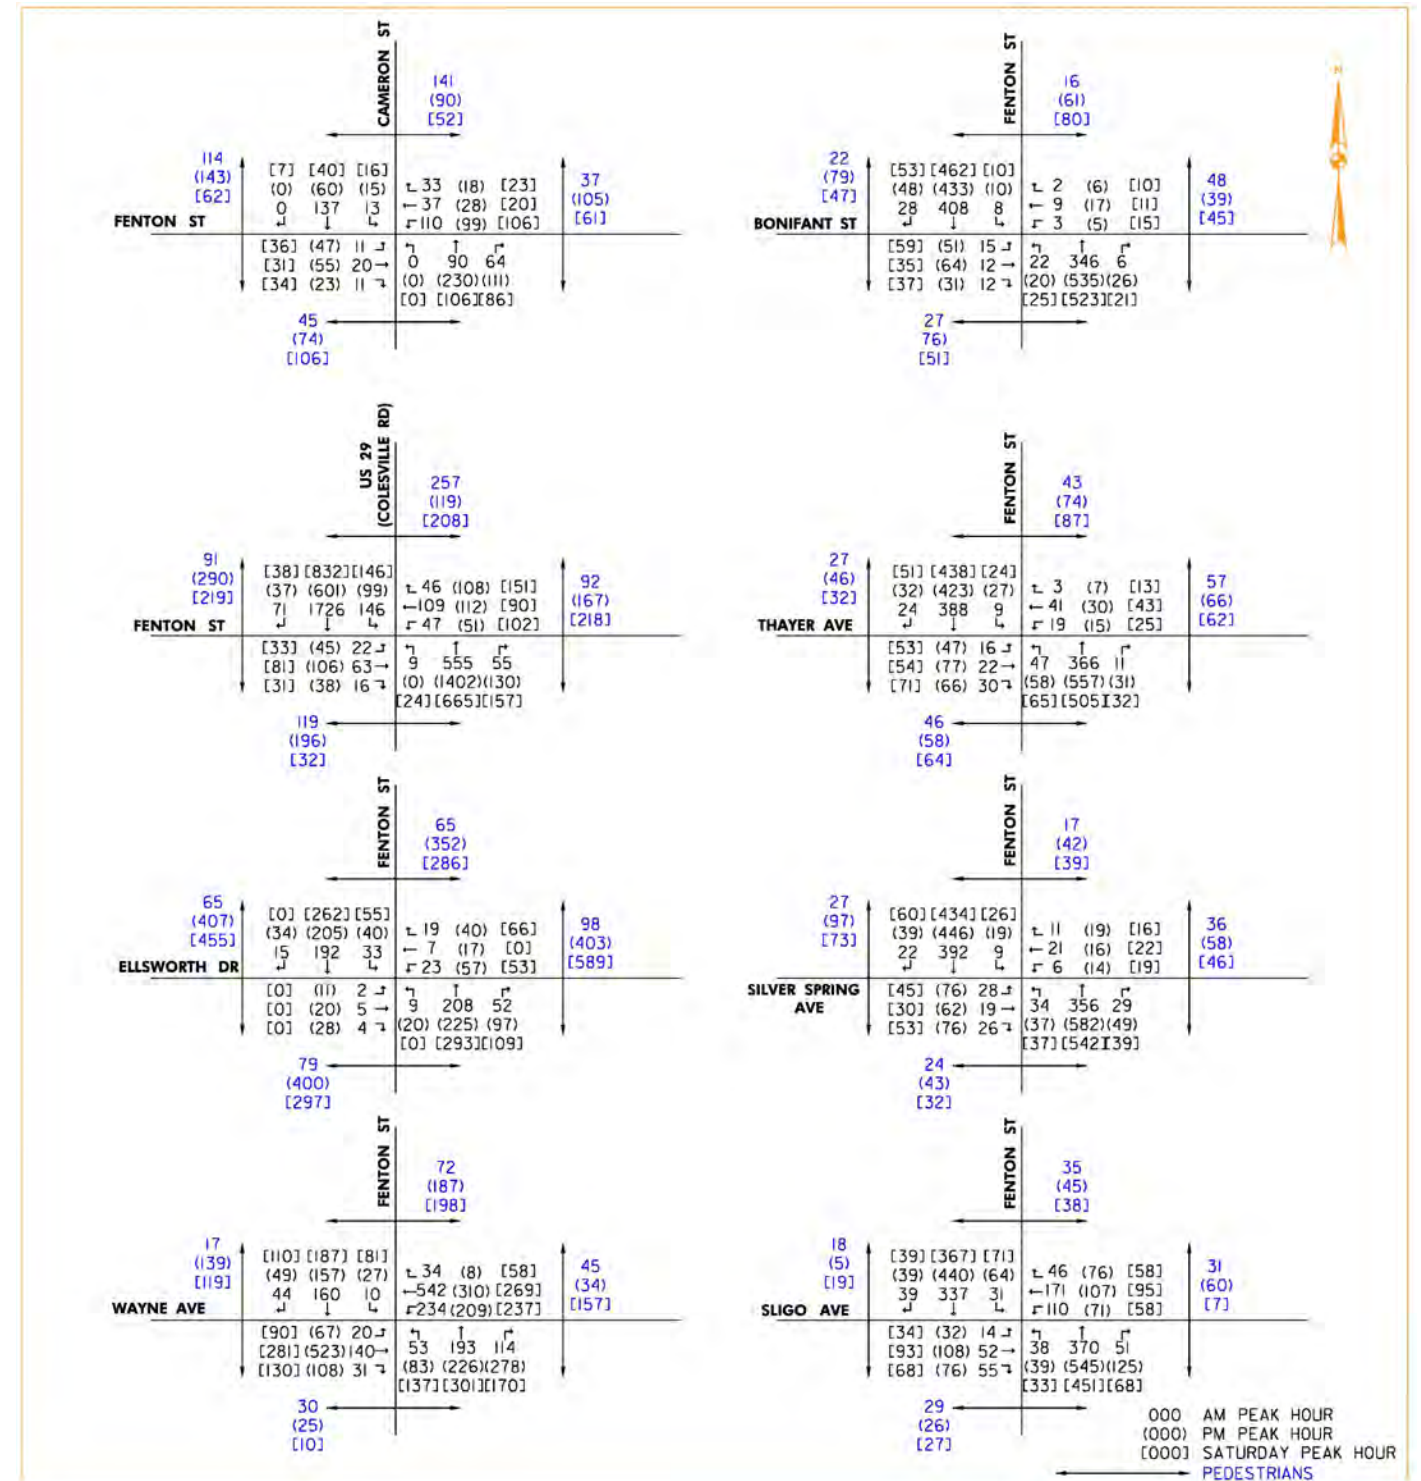 CAMERON ST
141
(90)
[52]
114
(143)
[62]
[7] [40] [16]
(0) (60) (15)
0 137 13
33 (18) [23]
37 (28) [20]
110 (99) [106]
37
(105)
[61]
FENTON ST
[36] (47) 11
[31] (55) 20
[34] (23) 11
0 90 64
(0) (230)(111)
[0] [106][86]
45
(74)
[106]
FENTON ST
16
(61)
[80]
22
(79)
[47]
[53] [462] [10]
(48) (433) (10)
28 408 8
2 (6) [10]
9 (17) [11]
3 (5) [15]
48
(39)
[45]
BONIFANT ST
[59] (51) 15
[35] (64) 12
[37] (31) 12
22 346 6
(20) (535)(26)
[25] [523][21]
27
76)
[51]
N
US 29
(COLESVILLE RD)
257
(119)
[208]
91
(290)
[219]
[38] [832][146]
(37) (601) (99)
71 1726 146
46 (108) [151]
109 (112) [90]
47 (51) [102]
92
(167)
[218]
FENTON ST
[33] (45) 22
[81] (106) 63
[31] (38) 16
9 555 55
(0) (1402)(130)
[24][665][157]
119
(196)
[32]
FENTON ST
43
(74)
[87]
27
(46)
[32]
[51] [438] [24]
(32) (423) (27)
24 388 9
3 (7) [13]
41 (30) [43]
19 (15) [25]
57
(66)
[62]
THAYER AVE
[53] (47) 16
[54] (77) 22
[71] (66) 30
47 366 11
(58) (557) (31)
[65][505][32]
46
(58)
[64]
FENTON ST
65
(352)
[286]
65
(407)
[455]
[0] [262][55]
(34) (205) (40)
15 192 33
19 (40) [66]
7 (17) [0]
23 (57) [53]
98
(403)
[589]
ELLSWORTH DR
[0] (11) 2
[0] (20) 5
[0] (28) 4
9 208 52
(20) (225) (97)
[0] [293][109]
79
(400)
[297]
FENTON ST
17
(42)
[39]
27
(97)
[73]
[60] [434] [26]
(39) (446) (19)
22 392 9
11 (19) [16]
21 (16) [22]
6 (14) [19]
36
(58)
[46]
SILVER SPRING
AVE
[45] (76) 28
[30] (62) 19
[53] (76) 26
34 356 29
(37) (582)(49)
[37][542][39]
24
(43)
[32]
FENTON ST
72
(187)
[198]
17
(139)
[119]
[110] [187] [81]
(49) (157) (27)
44 160 10
34 (8) [58]
542 (310) [269]
234 (209) [237]
45
(34)
[157]
WAYNE AVE
[90] (67) 20
[281] (523) 140
[130] (108) 31
53 193 114
(83) (226)(278)
[137][301][170]
30
(25)
[10]
FENTON ST
35
(45)
[38]
18
(5)
[19]
[39] [367] [71]
(39) (440) (64)
39 337 31
46 (76) [58]
171 (107) [95]
110 (71) [58]
31
(60)
[7]
SLIGO AVE
[34] (32) 14
[93] (108) 52
[68] (76) 55
38 370 51
(39) (545)(125)
[33] [451][68]
29
(26)
[27]
000 AM PEAK HOUR
(000) PM PEAK HOUR
[000] SATURDAY PEAK HOUR
PEDESTRIANS